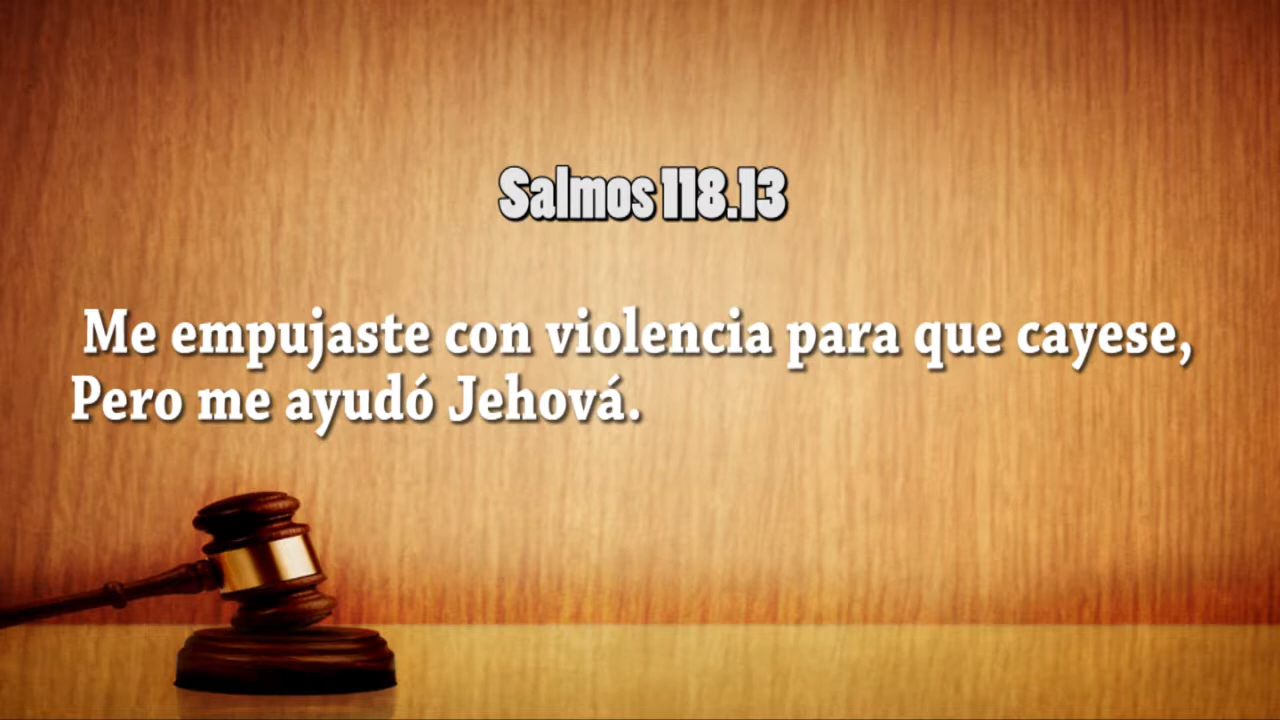 Salmos 118.13
Me empujaste con violencia para que cayese,
Pero me ayudó Jehová.